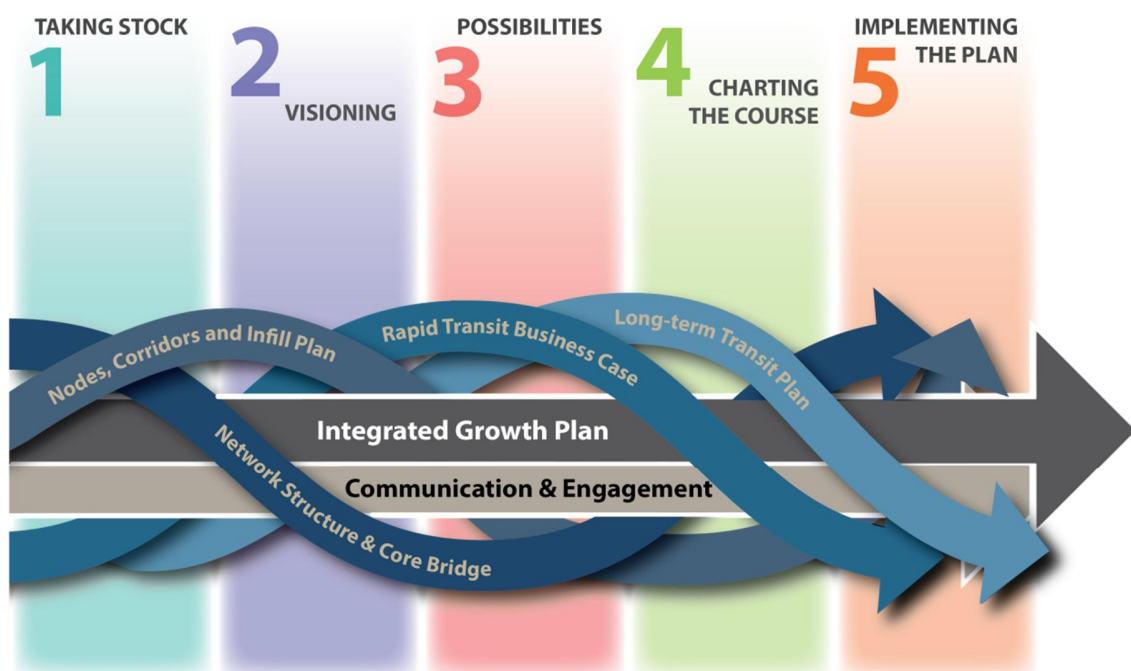 TAKING STOCK
1
2
VISIONING
POSSIBILITIES
3
4
CHARTING
THE COURSE
IMPLEMENTING
THE PLAN
5
Nodes, Corridors and Infill Plan
Rapid Transit Business Case
Long-term Transit Plan
Integrated Growth Plan
Network Structure & Core Bridge
Communication & Engagement